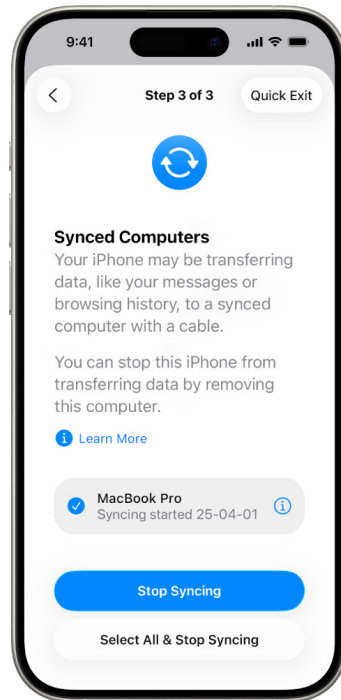 9:41
Step 3 of 3
Quick Exit
Synced Computers
Your iPhone may be transferring
data, like your messages or
browsing history, to a synced
computer with a cable.
You can stop this iPhone from
transferring data by removing
this computer.
Learn More
MacBook Pro
Syncing started 25-04-01
Stop Syncing
Select All & Stop Syncing